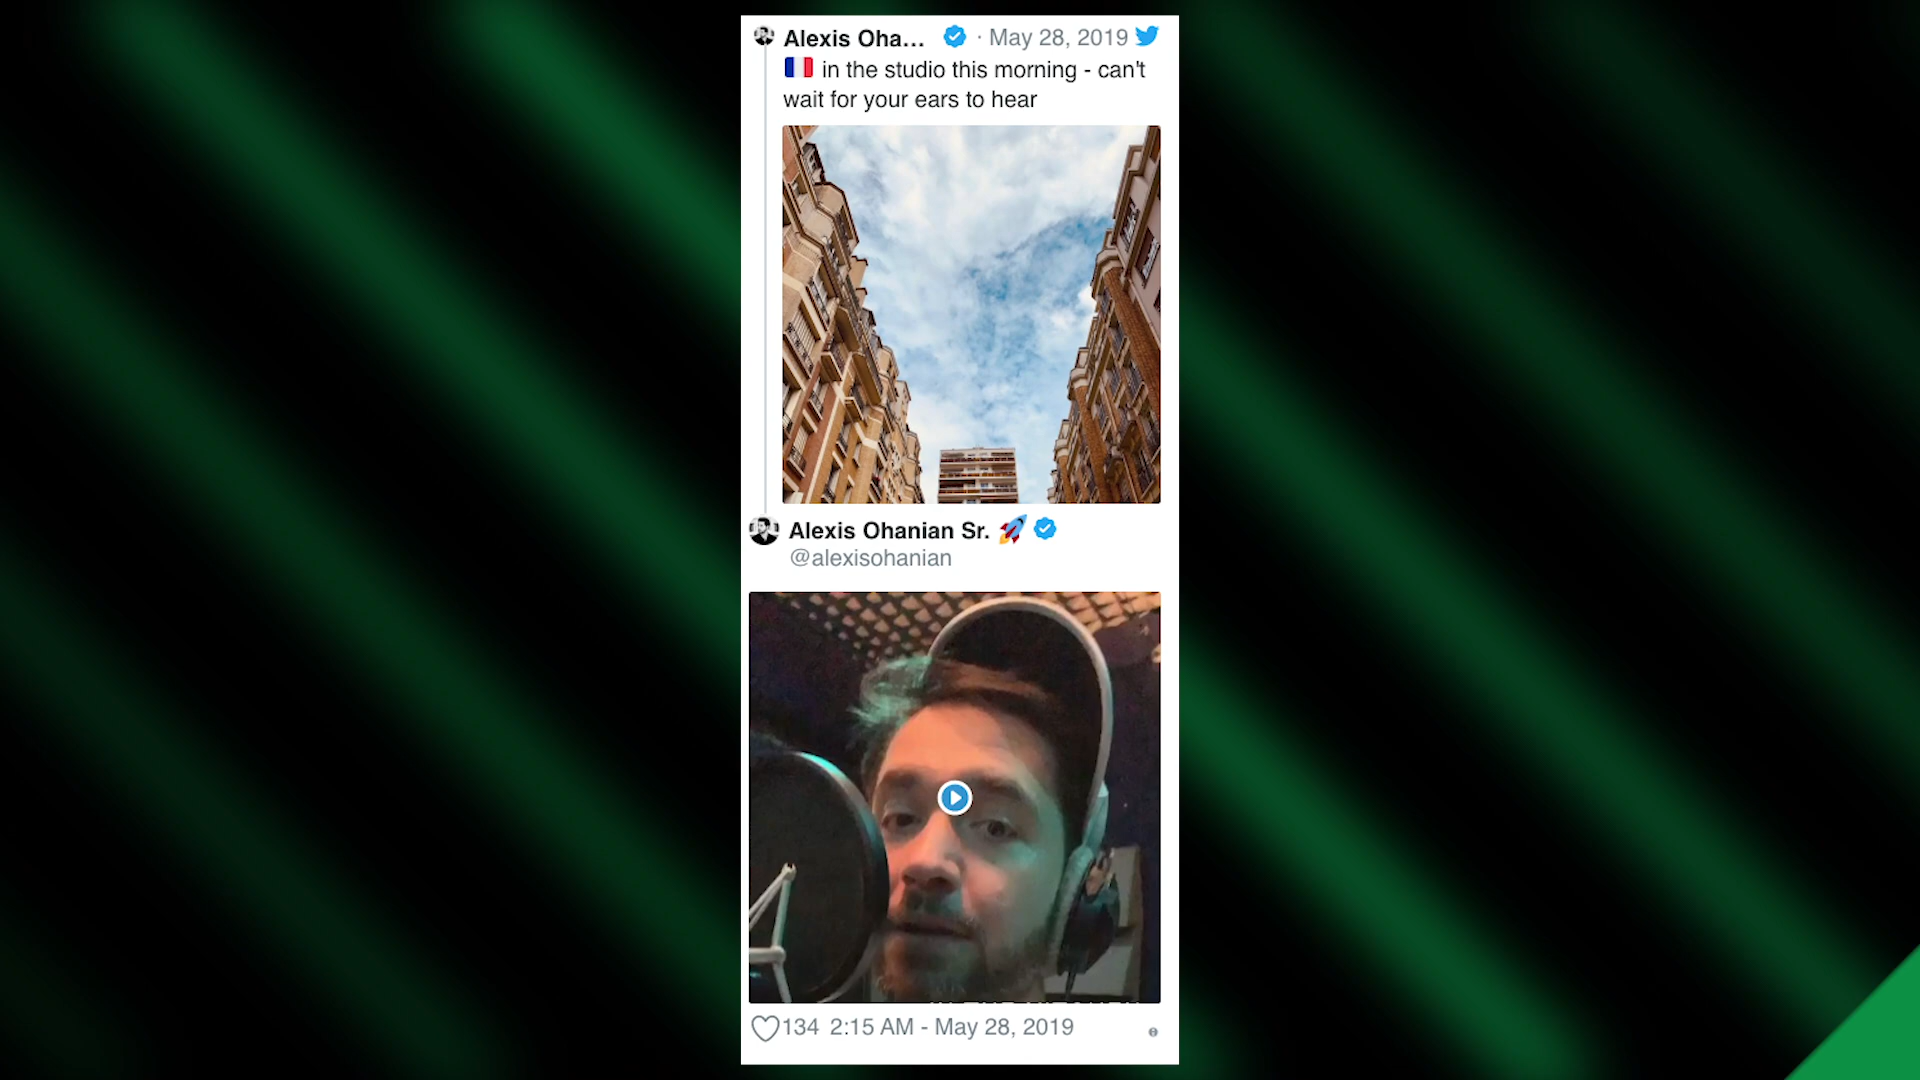 Alexis Oha... · May 28, 2019
🇫🇷 in the studio this morning - can't
wait for your ears to hear
Alexis Ohanian Sr. 🚀
@alexisohanian
134 2:15 AM - May 28, 2019